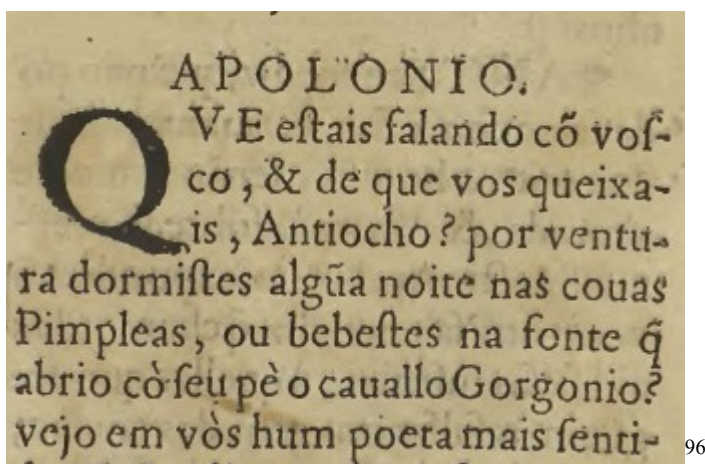 APOLONIO.
QVE eſtais falando cõ voſ-
co, & de que vos queixa-
is, Antiocho? por ventu-
ra dormiſtes algũa noite nas couas
Pimpleas, ou bebeſtes na fonte q̃
abrio cò ſeu pè o cauallo Gorgonio?
vejo em vòs hum poeta mais ſenti-
96